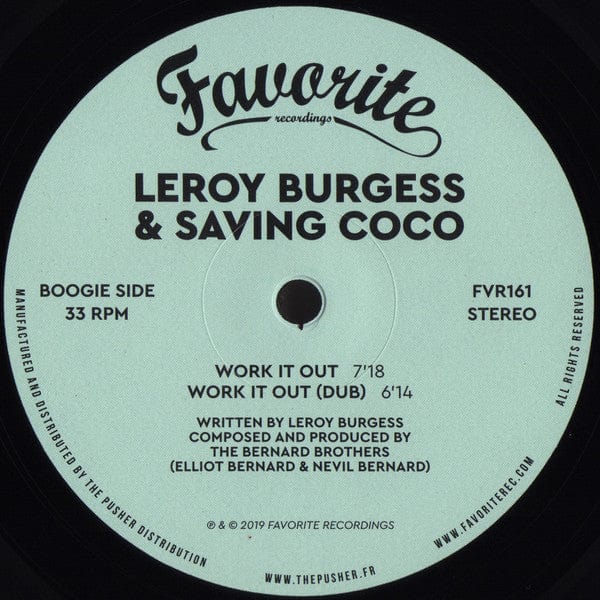 Favorite
recordings
LEROY BURGESS
& SAVING COCO
BOOGIE SIDE
33 RPM
FVR161
STEREO
WORK IT OUT 7'18
WORK IT OUT (DUB) 6'14
WRITTEN BY LEROY BURGESS
COMPOSED AND PRODUCED BY
THE BERNARD BROTHERS
(ELLIOT BERNARD & NEVIL BERNARD)
℗ & © 2019 FAVORITE RECORDINGS
MANUFACTURED AND DISTRIBUTED BY THE PUSHER DISTRIBUTION
WWW.THEPUSHER.FR
WWW.FAVORITEREC.COM
ALL RIGHTS RESERVED